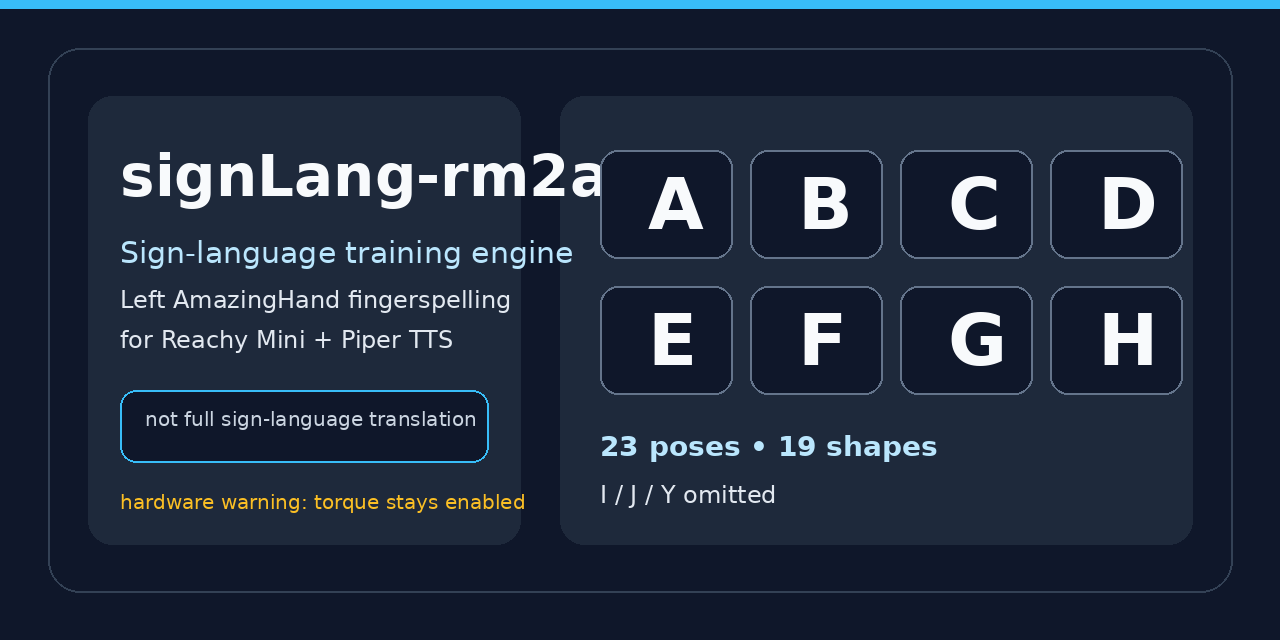 signLang-rm2a
Sign-language training engine
Left AmazingHand fingerspelling
for Reachy Mini + Piper TTS
not full sign-language translation
hardware warning: torque stays enabled
A B C D
E F G H
23 poses • 19 shapes
I / J / Y omitted